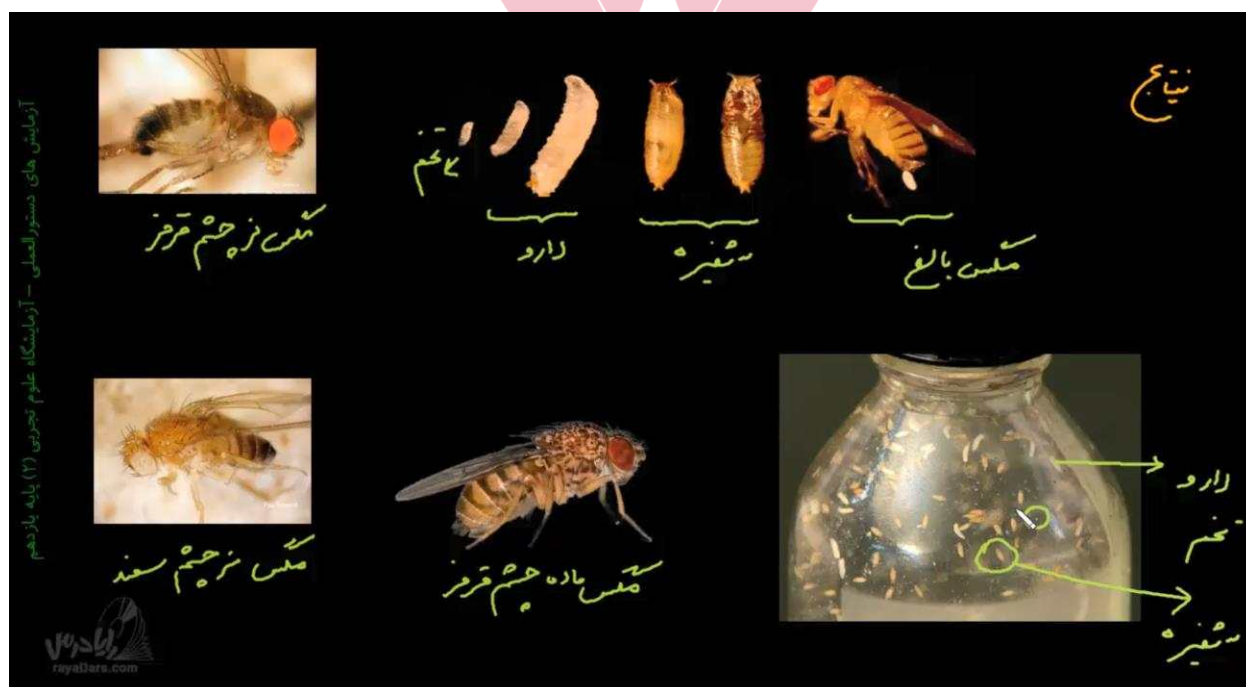 نتایج
تخم
لارو
شفیره
مگس بالغ
مگس نر چشم قرمز
مگس نر چشم سفید
مگس ماده چشم قرمز
لارو
تخم
شفیره
آزمایش های دستورالعملی – آزمایشگاه علوم تجربی (۲) پایه یازدهم
رایادرس
rayaDars.com